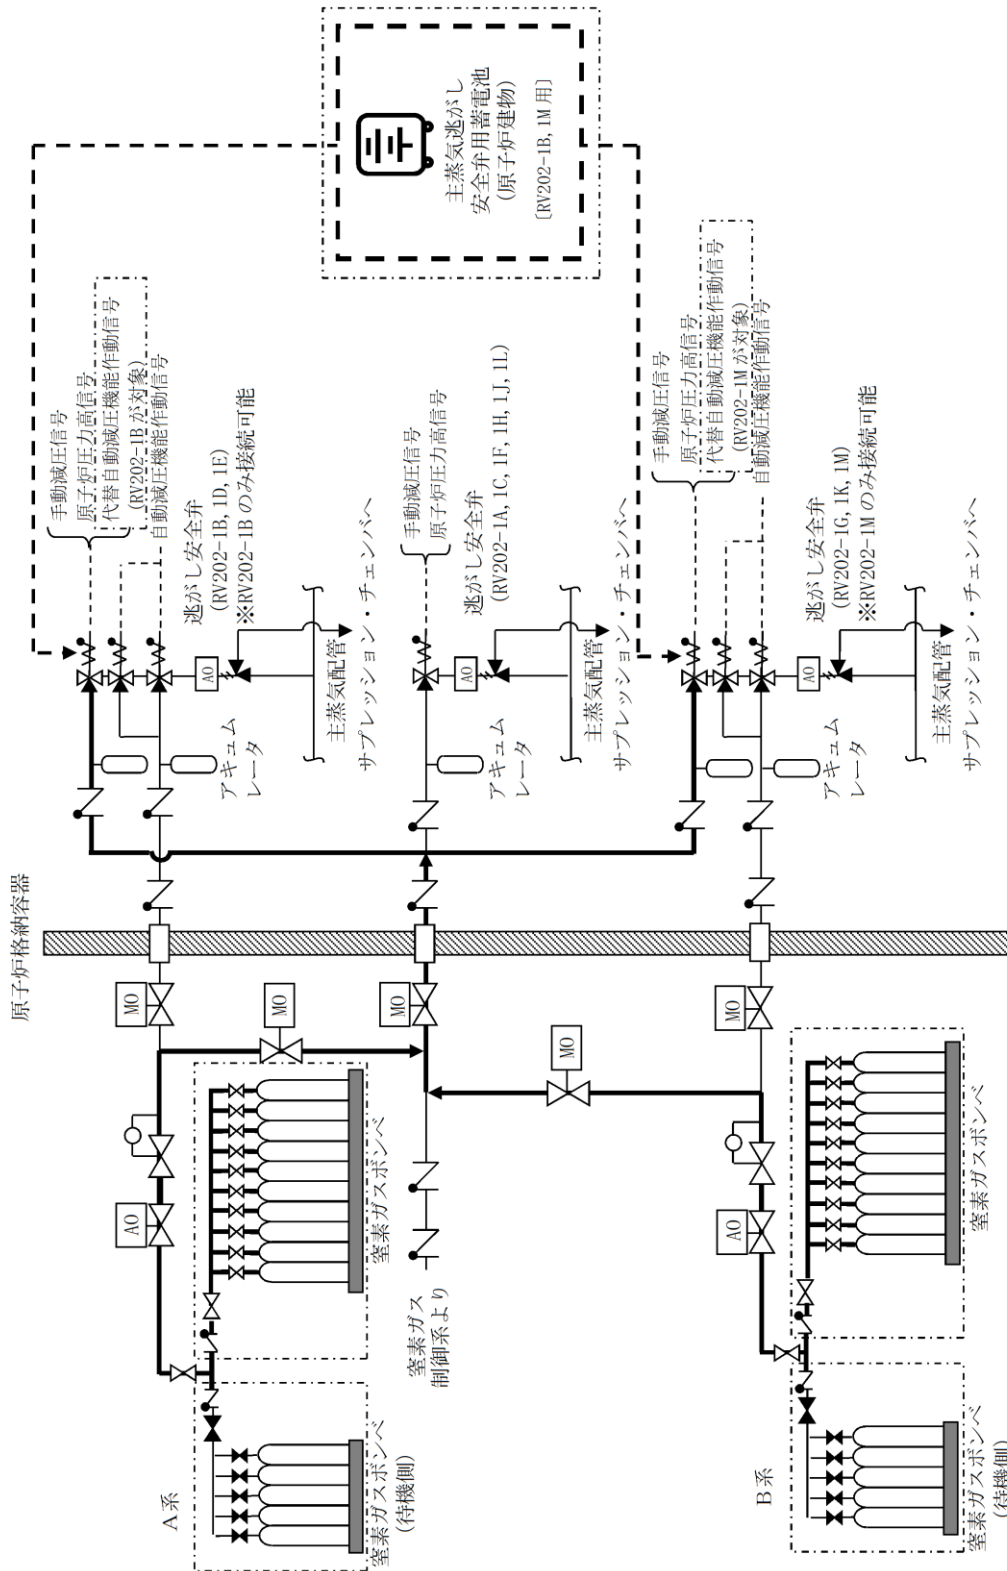 主蒸気逃がし
安全弁用蓄電池
(原子炉建物)
[RV202-1B, 1M 用]
手動減圧信号
原子炉圧力高信号
代替自動減圧機能作動信号
(RV202-1B が対象)
自動減圧機能作動信号
逃がし安全弁
(RV202-1B, 1D, 1E)
※RV202-1B のみ接続可能
AO
主蒸気配管
サプレッション・チェンバへ
アキュム
レータ
手動減圧信号
原子炉圧力高信号
逃がし安全弁
(RV202-1A, 1C, 1F, 1H, 1J, 1L)
AO
主蒸気配管
サプレッション・チェンバへ
アキュム
レータ
手動減圧信号
原子炉圧力高信号
代替自動減圧機能作動信号
(RV202-1M が対象)
自動減圧機能作動信号
逃がし安全弁
(RV202-1G, 1K, 1M)
※RV202-1M のみ接続可能
AO
主蒸気配管
サプレッション・チェンバへ
アキュム
レータ
原子炉格納容器
MO
MO
MO
MO
MO
AO
窒素ガスボンベ
窒素ガス
制御系より
AO
窒素ガスボンベ
A系
窒素ガスボンベ
(待機側)
B系
窒素ガスボンベ
(待機側)